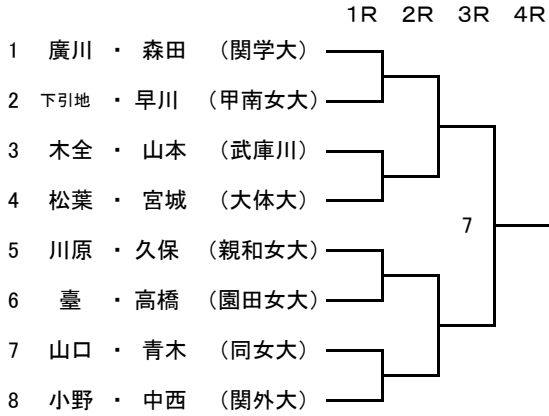 1R 2R 3R 4R
1 廣川 ・ 森田 (関学大)
2 下引地 ・ 早川 (甲南女大)
3 木全 ・ 山本 (武庫川)
4 松葉 ・ 宮城 (大体大)
7
5 川原 ・ 久保 (親和女大)
6 臺 ・ 高橋 (園田女大)
7 山口 ・ 青木 (同女大)
8 小野 ・ 中西 (関外大)